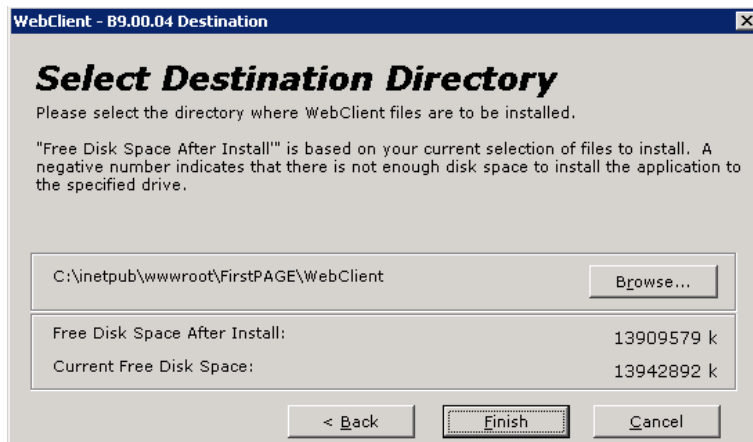 WebClient - B9.00.04 Destination
Select Destination Directory
Please select the directory where WebClient files are to be installed.
"Free Disk Space After Install'" is based on your current selection of files to install. A
negative number indicates that there is not enough disk space to install the application to
the specified drive.
C:\inetpub\wwwroot\FirstPAGE\WebClient
Browse...
Free Disk Space After Install: 13909579 k
Current Free Disk Space: 13942892 k
< Back Finish Cancel